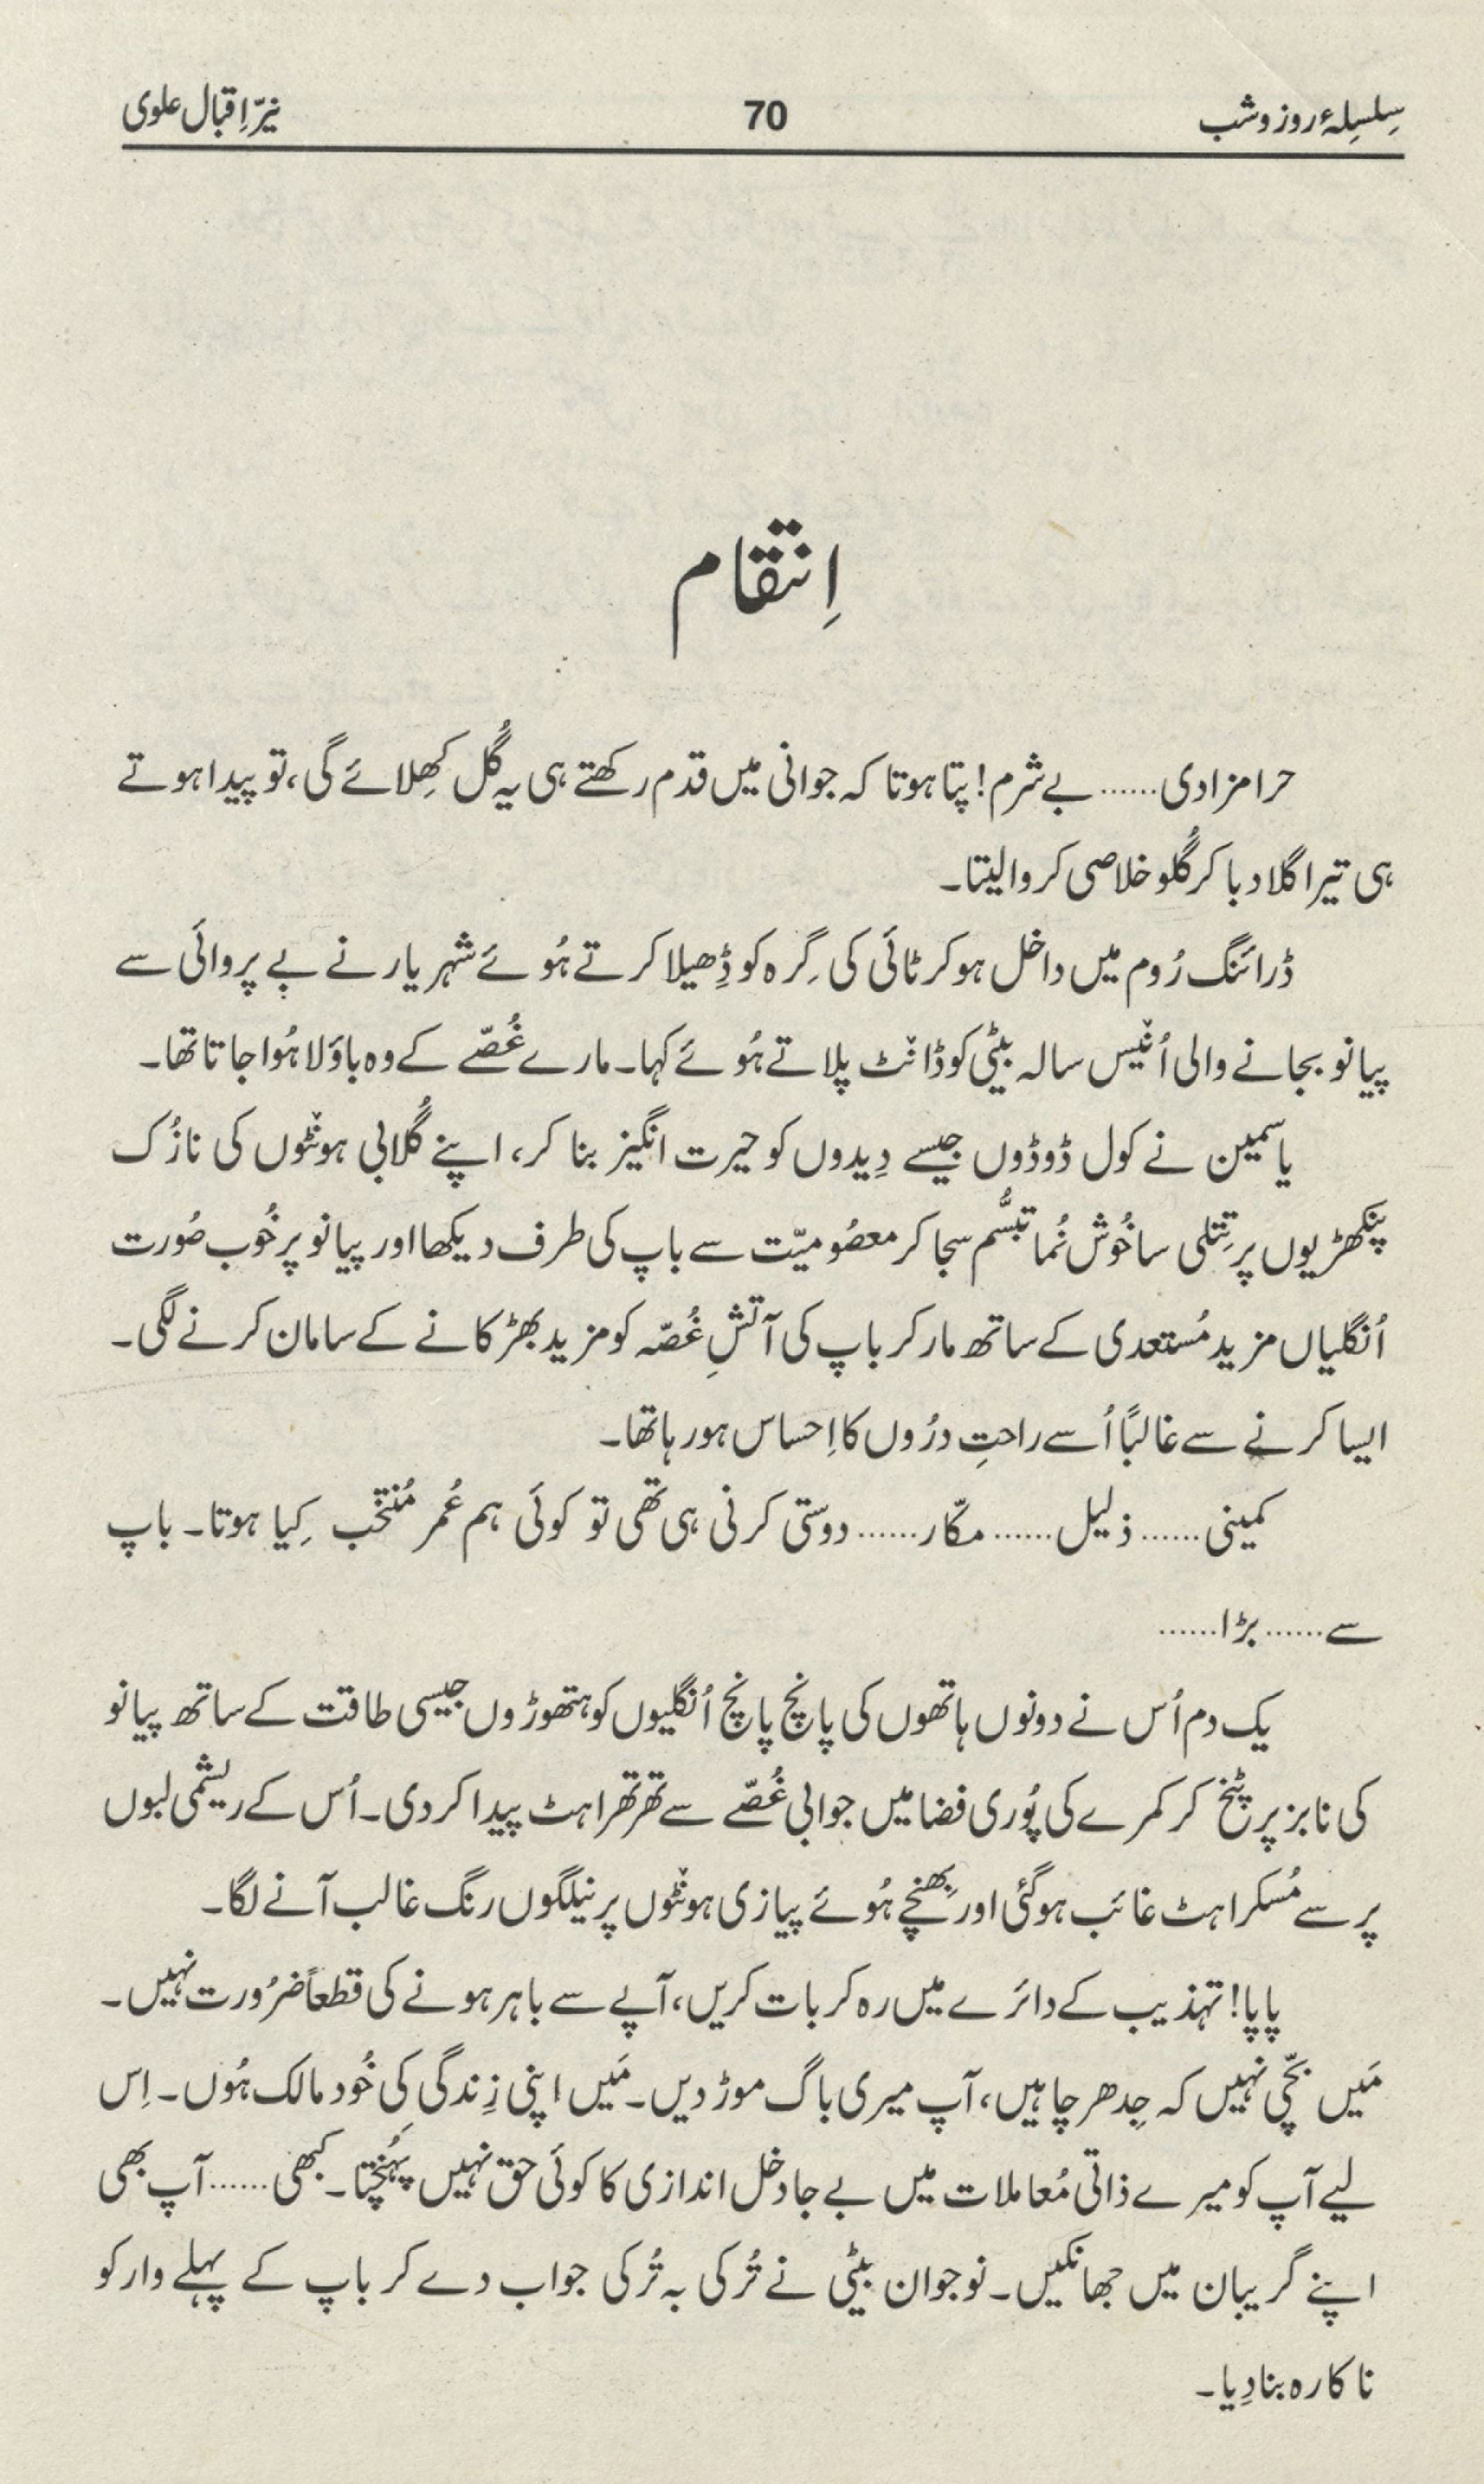 سِلسِلۂ روز و شب 70 نیّر اِقبال علوی
اِنتقام
حرامزادی...... بے شرم! پتا ہوتا کہ جوانی میں قدم رکھتے ہی یہ گُل کھِلائے گی، تو پیدا ہوتے
ہی تیرا گلا دبا کر گُلو خلاصی کروا لیتا۔
ڈرائنگ رُوم میں داخل ہو کر ٹائی کی گِرہ کو ڈِھیلا کرتے ہُوئے شہریار نے بے پروائی سے
پیانو بجانے والی اُنّیس سالہ بیٹی کو ڈانٹ پلاتے ہُوئے کہا۔ مارے غُصّے کے وہ باؤلا ہُوا جاتا تھا۔
یاسمین نے کول ڈوڈوں جیسے دِیدوں کو حیرت انگیز بنا کر، اپنے گُلابی ہونٹوں کی نازُک
پنکھڑیوں پر تِتلی سا خُوش نُما تبسُّم سجا کر معصُومیّت سے باپ کی طرف دیکھا اور پیانو پر خُوب صُورت
اُنگلیاں مزید مُستعدی کے ساتھ مار کر باپ کی آتشِ غُصّہ کو مزید بھڑکانے کے سامان کرنے لگی۔
ایسا کرنے سے غالبًا اُسے راحتِ درُوں کا اِحساس ہو رہا تھا۔
کمینی...... ذلیل...... مکّار...... دوستی کرنی ہی تھی تو کوئی ہم عُمر مُنتخب کِیا ہوتا۔ باپ
سے...... بڑا......
یک دم اُس نے دونوں ہاتھوں کی پانچ پانچ اُنگلیوں کو ہتھوڑوں جیسی طاقت کے ساتھ پیانو
کی نابز پر پٹخ کر کمرے کی پُوری فضا میں جوابی غُصّے سے تھرتھراہٹ پیدا کر دی۔ اُس کے ریشمی لبوں
پر سے مُسکراہٹ غائب ہو گئی اور بِھنچے ہُوئے پیازی ہونٹوں پر نیلگوں رنگ غالب آنے لگا۔
پاپا! تہذیب کے دائرے میں رہ کر بات کریں، آپے سے باہر ہونے کی قطعاً ضرُورت نہیں۔
مَیں بچّی نہیں کہ جِدھر چاہیں، آپ میری باگ موڑ دیں۔ مَیں اپنی زِندگی کی خُود مالک ہُوں۔ اِس
لیے آپ کو میرے ذاتی مُعاملات میں بے جا دخل اندازی کا کوئی حق نہیں پہُنچتا۔ کبھی...... آپ بھی
اپنے گریبان میں جھانکیں۔ نوجوان بیٹی نے تُرکی بہ تُرکی جواب دے کر باپ کے پہلے وار کو
ناکارہ بنا دِیا۔